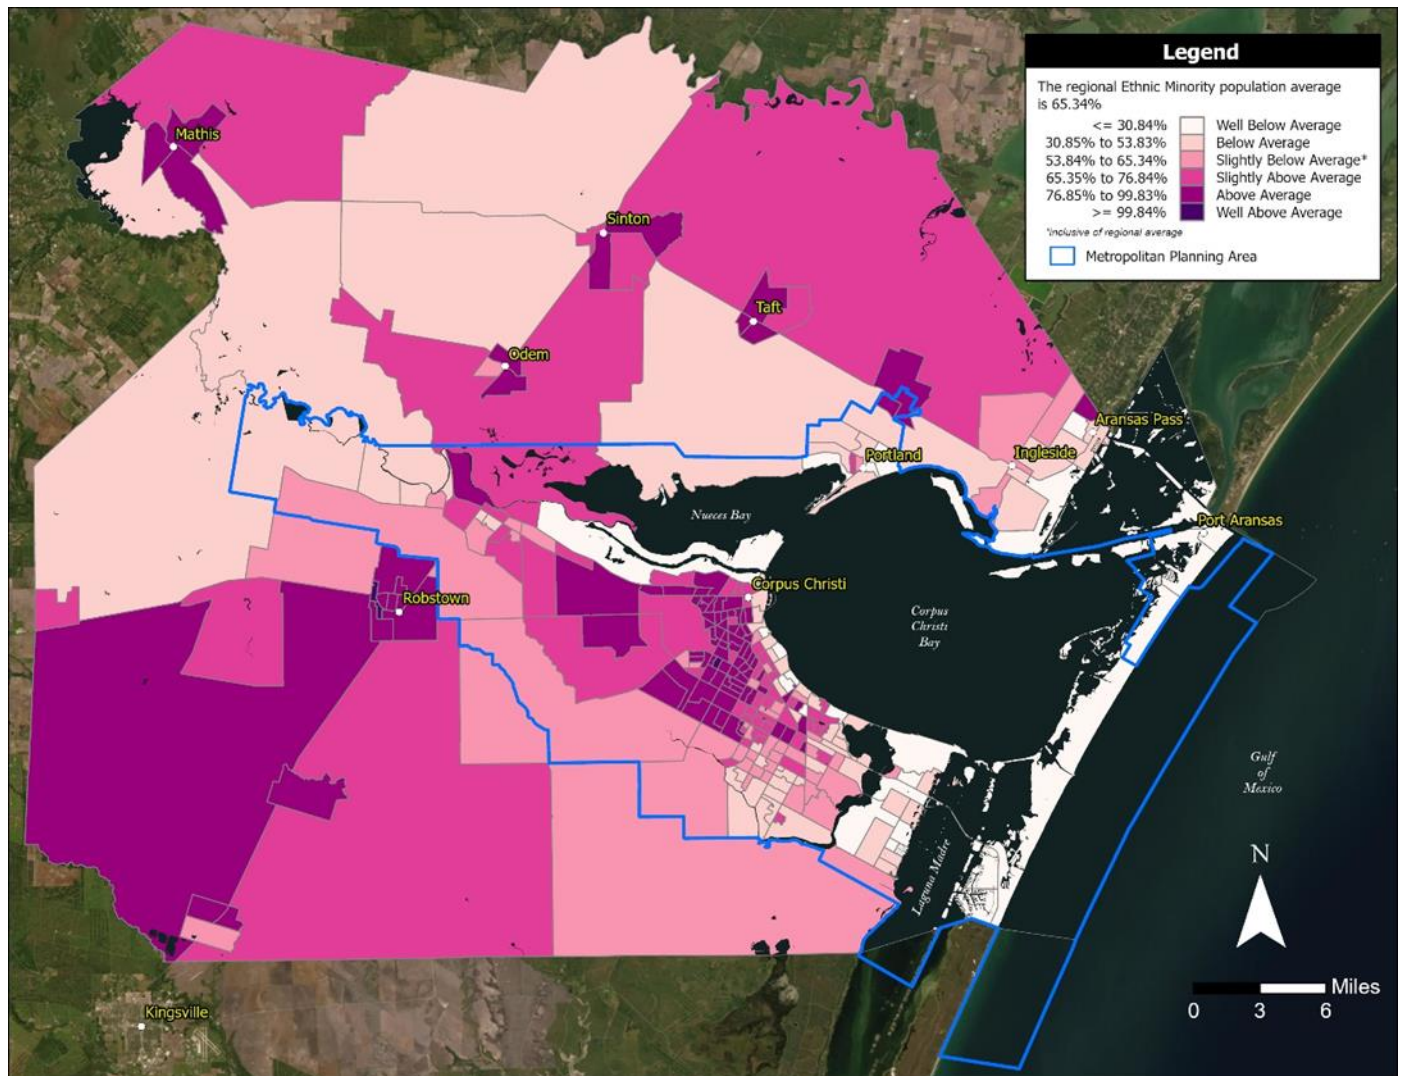 Legend
The regional Ethnic Minority population average
is 65.34%
<= 30.84% Well Below Average
30.85% to 53.83% Below Average
53.84% to 65.34% Slightly Below Average*
65.35% to 76.84% Slightly Above Average
76.85% to 99.83% Above Average
>= 99.84% Well Above Average
*inclusive of regional average
Metropolitan Planning Area
Mathis
Sinton
Taft
Odem
Aransas Pass
Portland
Ingleside
Nueces Bay
Port Aransas
Corpus Christi
Robstown
Corpus
Christi
Bay
Gulf
of
Mexico
Laguna Madre
N
Miles
0 3 6
Kingsville